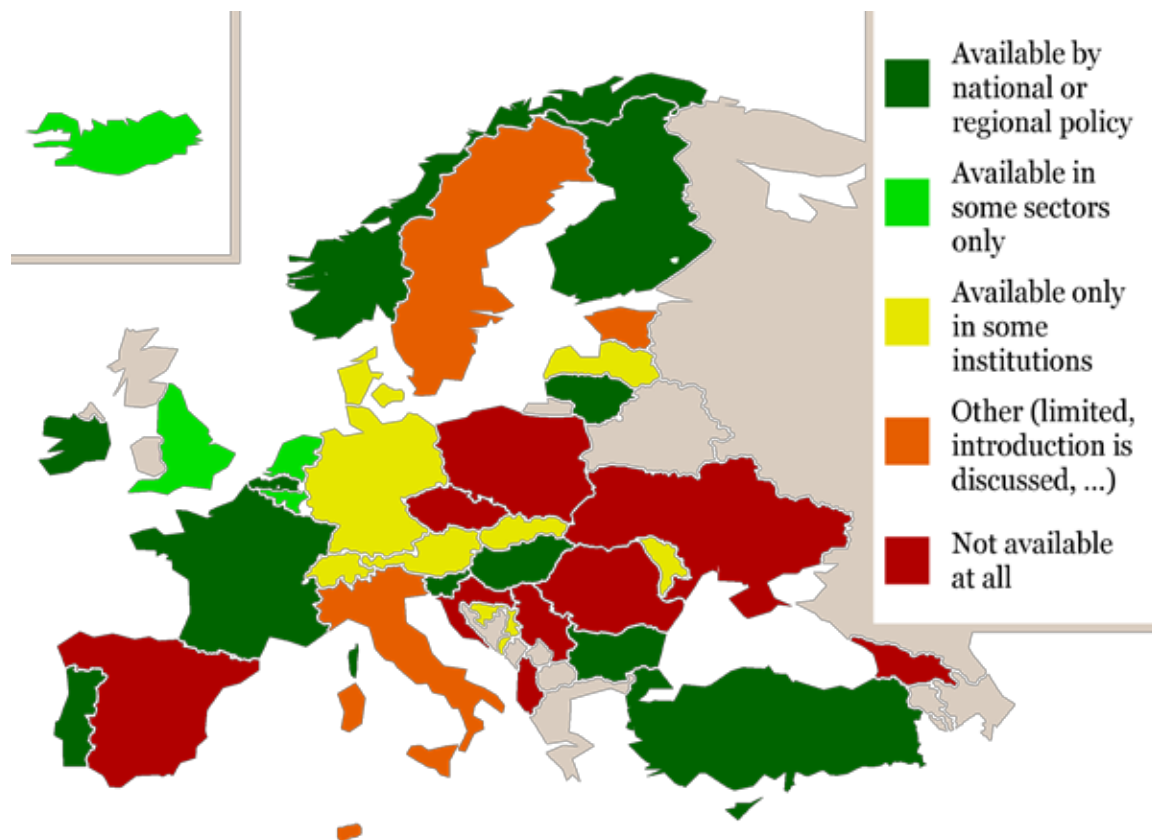 Available by
national or
regional policy
Available in
some sectors
only
Available only
in some
institutions
Other (limited,
introduction is
discussed, ...)
Not available
at all